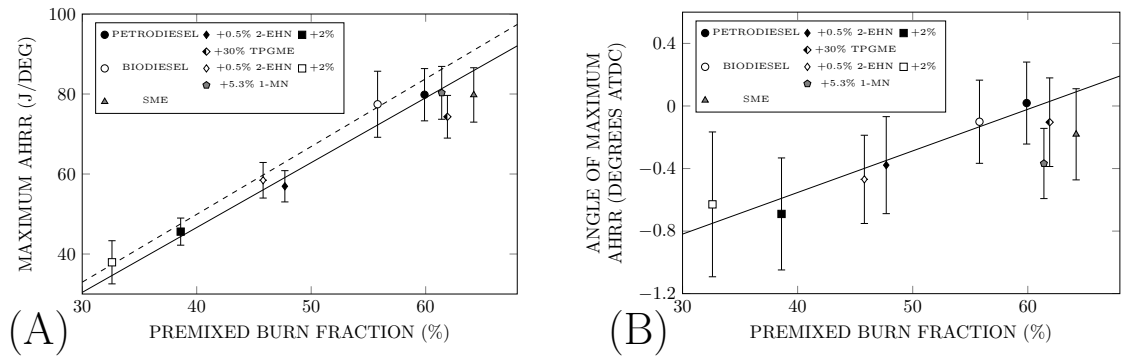 100
80
60
40
30
40
50
60
MAXIMUM AHRR (J/DEG)
PETRODIESEL +0.5% 2-EHN +2%
+30% TPGME
BIODIESEL +0.5% 2-EHN +2%
+5.3% 1-MN
SME
PREMIXED BURN FRACTION (%)
(A)
0.4
0
−0.4
−0.8
−1.2
30
40
50
60
ANGLE OF MAXIMUM
AHRR (DEGREES ATDC)
PETRODIESEL +0.5% 2-EHN +2%
+30% TPGME
BIODIESEL +0.5% 2-EHN +2%
+5.3% 1-MN
SME
PREMIXED BURN FRACTION (%)
(B)